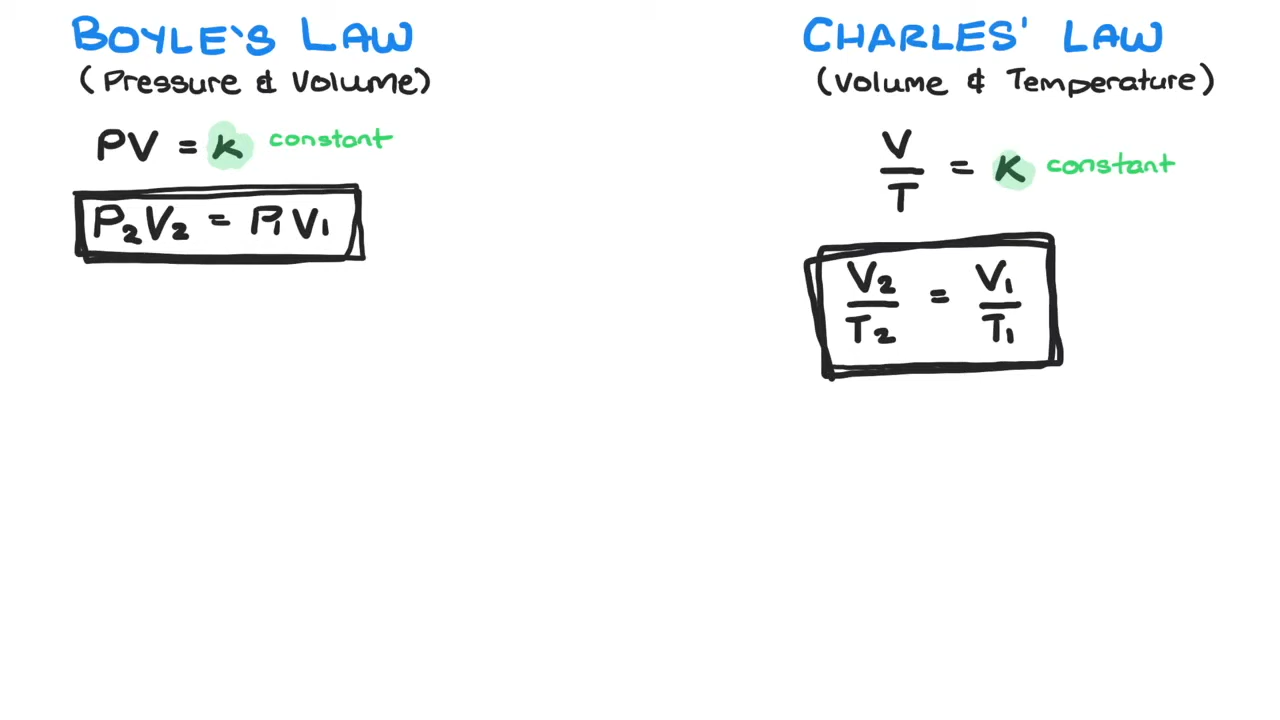 BOYLE'S LAW
(Pressure & Volume)
PV = k constant
P₂V₂ = P₁V₁
CHARLES' LAW
(Volume & Temperature)
V/T = k constant
V₂/T₂ = V₁/T₁